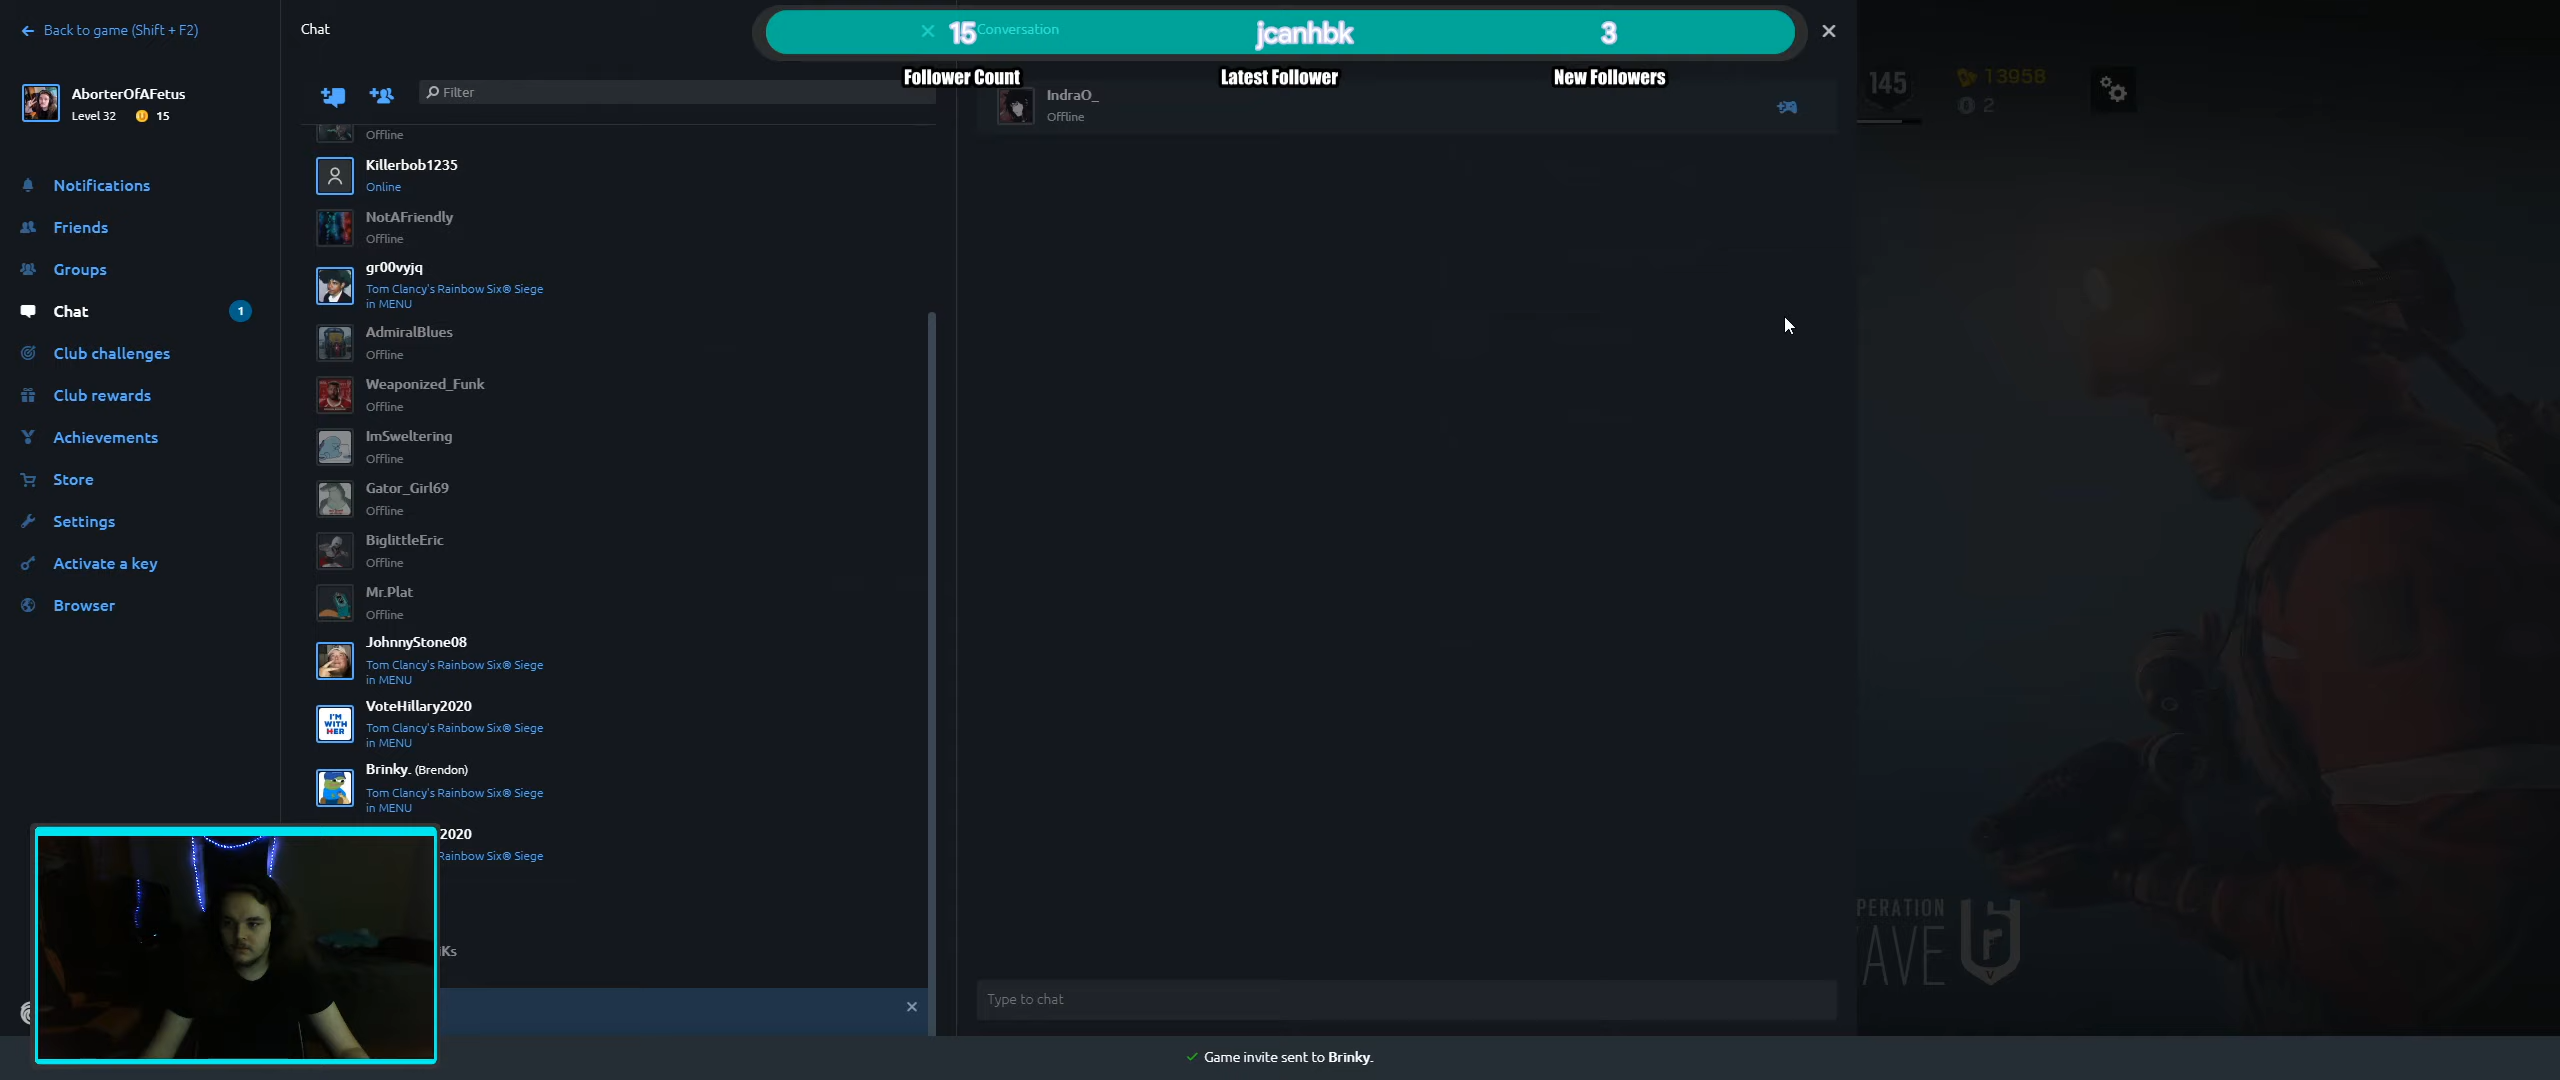 Back to game (Shift + F2)
AborterOfAFetus
Level 32 15
Notifications
Friends
Groups
Chat 1
Club challenges
Club rewards
Achievements
Store
Settings
Activate a key
Browser
Chat
Filter
Offline
Killerbob1235
Online
NotAFriendly
Offline
gr00vyjq
Tom Clancy's Rainbow Six® Siege
in MENU
AdmiralBlues
Offline
Weaponized_Funk
Offline
ImSweltering
Offline
Gator_Girl69
Offline
BiglittleEric
Offline
Mr.Plat
Offline
JohnnyStone08
Tom Clancy's Rainbow Six® Siege
in MENU
I'M
WITH
HER
VoteHillary2020
Tom Clancy's Rainbow Six® Siege
in MENU
Brinky. (Brendon)
Tom Clancy's Rainbow Six® Siege
in MENU
2020
Rainbow Six® Siege
iKs
15 Conversation
Follower Count
jcanhbk
Latest Follower
3
New Followers
IndraO_
Offline
Type to chat
Game invite sent to Brinky.
145
13958
2
PERATION
AVE